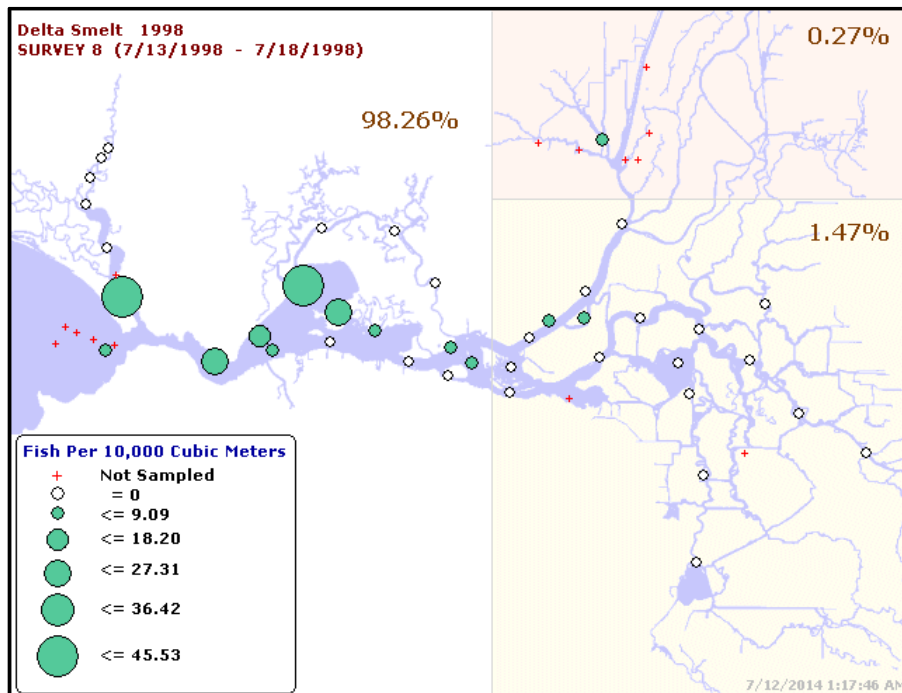 Delta Smelt 1998
SURVEY 8 (7/13/1998 - 7/18/1998)
0.27%
98.26%
1.47%
Fish Per 10,000 Cubic Meters
Not Sampled
= 0
<= 9.09
<= 18.20
<= 27.31
<= 36.42
<= 45.53
7/12/2014 1:17:46 AM